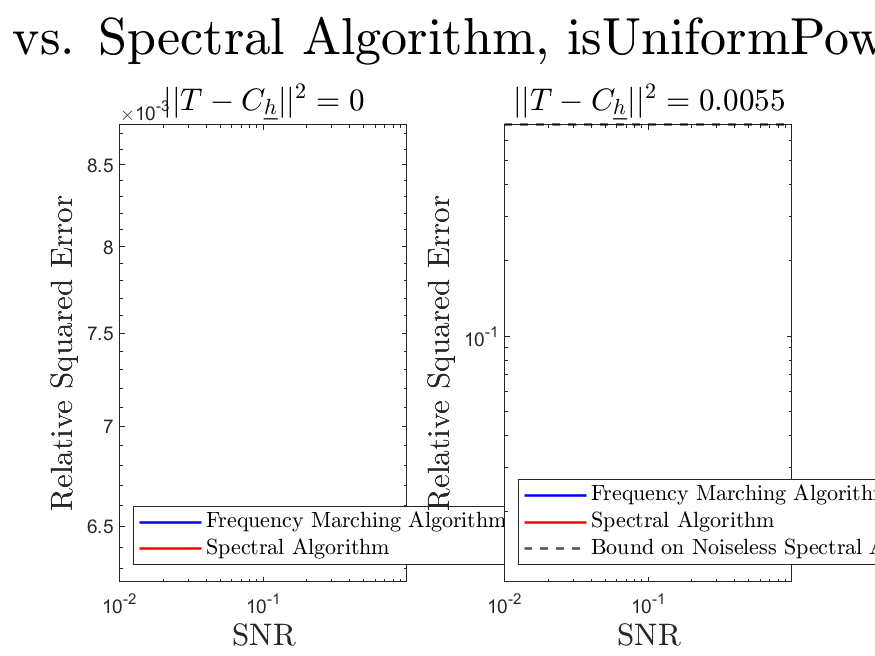 vs. Spectral Algorithm, isUniformPow
||T − C_h||² = 0
||T − C_h||² = 0.0055
×10⁻³
8.5
8
7.5
7
6.5
Relative Squared Error
Frequency Marching Algorithm
Spectral Algorithm
10⁻²
10⁻¹
SNR
10⁻¹
Relative Squared Error
Frequency Marching Algorith
Spectral Algorithm
Bound on Noiseless Spectral A
10⁻²
10⁻¹
SNR